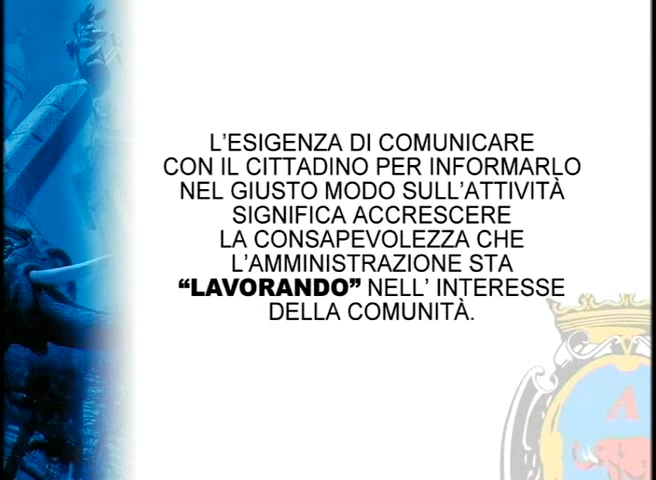 L’ESIGENZA DI COMUNICARE
CON IL CITTADINO PER INFORMARLO
NEL GIUSTO MODO SULL’ATTIVITÀ
SIGNIFICA ACCRESCERE
LA CONSAPEVOLEZZA CHE
L’AMMINISTRAZIONE STA
“LAVORANDO” NELL’ INTERESSE
DELLA COMUNITÀ.
A